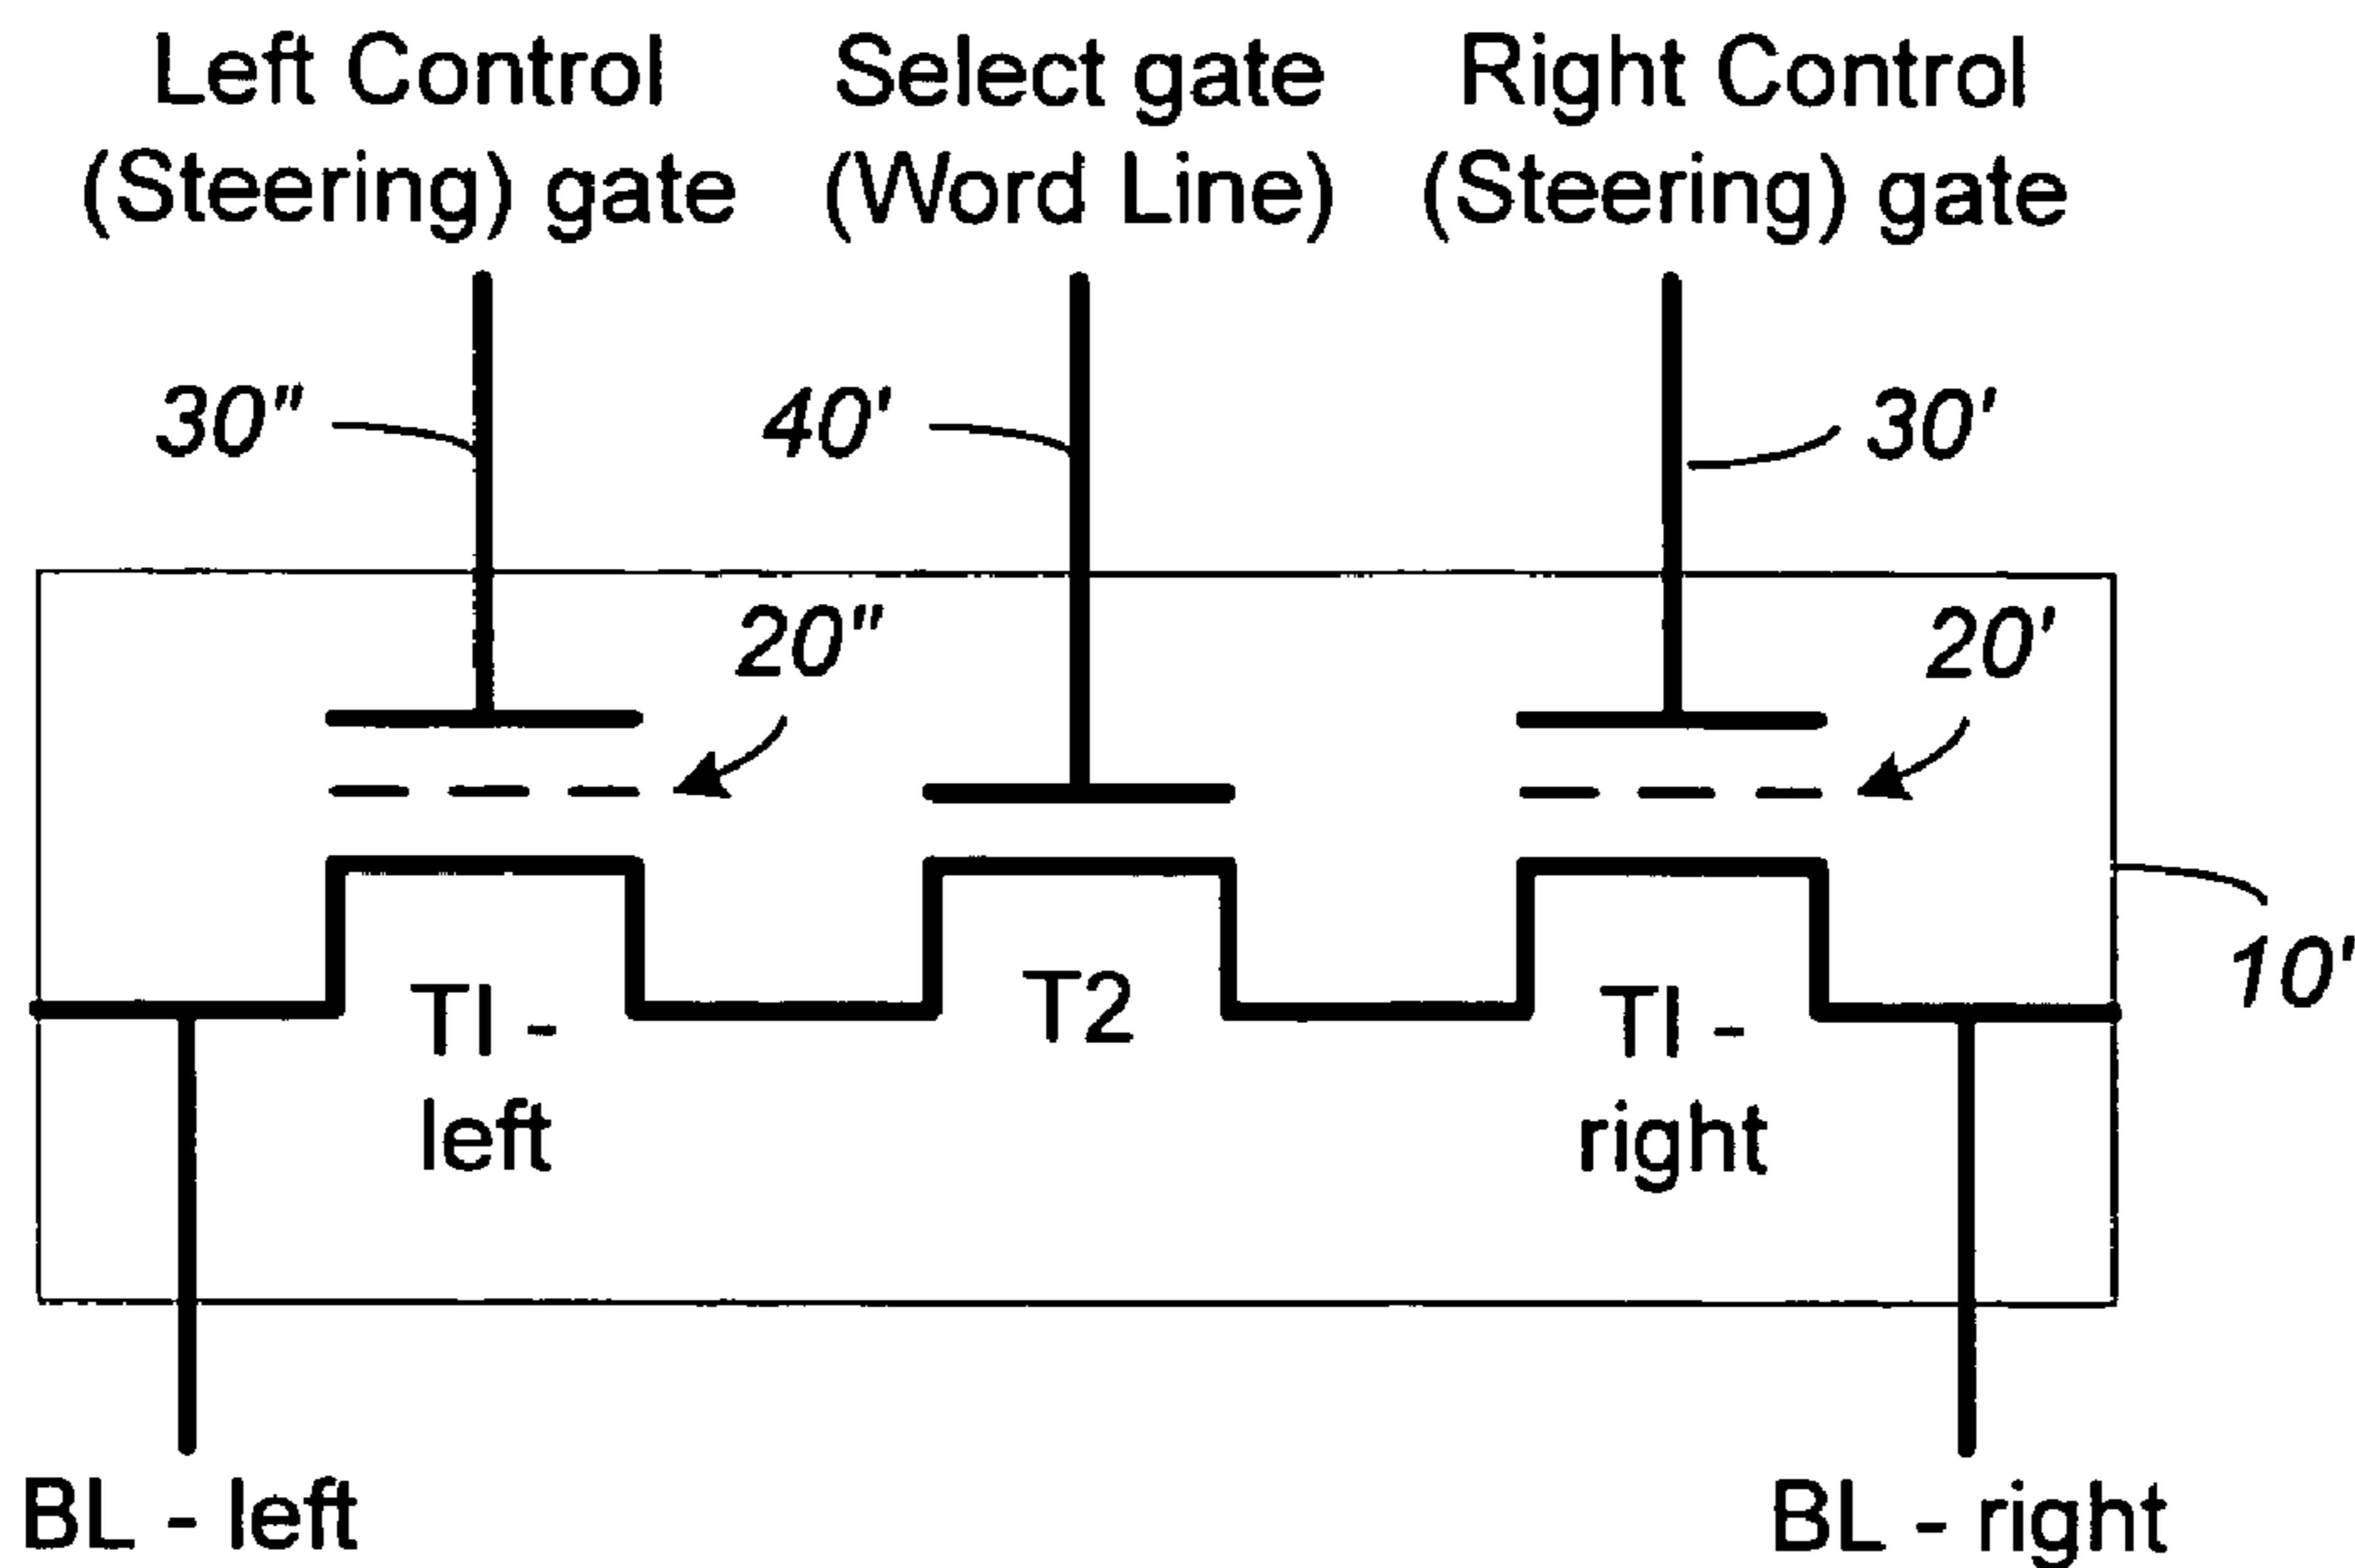 Left Control
(Steering) gate
Select gate
(Word Line)
Right Control
(Steering) gate
30"
40'
30'
20"
20'
10'
TI -
left
T2
TI -
right
BL - left
BL - right